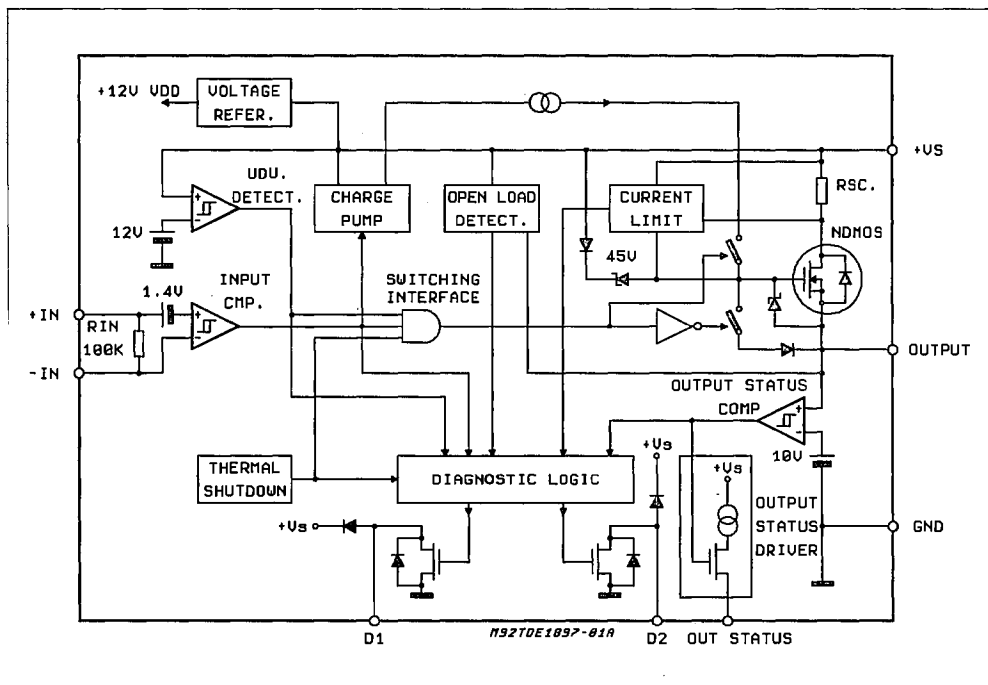 +12V VDD
VOLTAGE
REFER.
+VS
UDV.
DETECT.
CHARGE
PUMP
OPEN LOAD
DETECT.
CURRENT
LIMIT
RSC.
NDMOS
12V
45V
SWITCHING
INTERFACE
1.4V
INPUT
CMP.
+IN
RIN
100K
-IN
OUTPUT
OUTPUT STATUS
COMP
10V
THERMAL
SHUTDOWN
DIAGNOSTIC LOGIC
+Vs
+Vs
+Vs
OUTPUT
STATUS
DRIVER
GND
D1
M92TDE1897-01A
D2
OUT STATUS